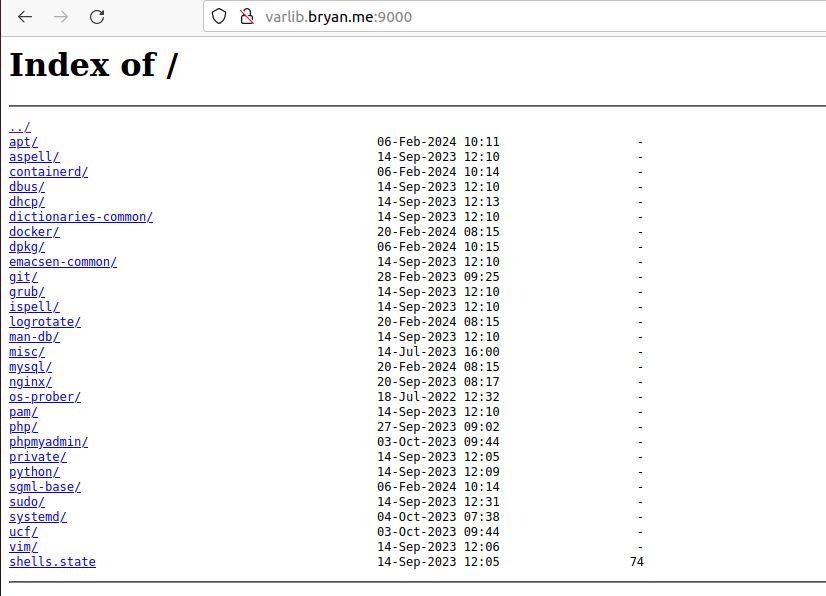 varlib.bryan.me:9000
Index of /
../
apt/ 06-Feb-2024 10:11 -
aspell/ 14-Sep-2023 12:10 -
containerd/ 06-Feb-2024 10:14 -
dbus/ 14-Sep-2023 12:10 -
dhcp/ 14-Sep-2023 12:13 -
dictionaries-common/ 14-Sep-2023 12:10 -
docker/ 20-Feb-2024 08:15 -
dpkg/ 06-Feb-2024 10:15 -
emacsen-common/ 14-Sep-2023 12:10 -
git/ 28-Feb-2023 09:25 -
grub/ 14-Sep-2023 12:10 -
ispell/ 14-Sep-2023 12:10 -
logrotate/ 20-Feb-2024 08:15 -
man-db/ 14-Sep-2023 12:10 -
misc/ 14-Jul-2023 16:00 -
mysql/ 20-Feb-2024 08:15 -
nginx/ 20-Sep-2023 08:17 -
os-prober/ 18-Jul-2022 12:32 -
pam/ 14-Sep-2023 12:10 -
php/ 27-Sep-2023 09:02 -
phpmyadmin/ 03-Oct-2023 09:44 -
private/ 14-Sep-2023 12:05 -
python/ 14-Sep-2023 12:09 -
sgml-base/ 06-Feb-2024 10:14 -
sudo/ 14-Sep-2023 12:31 -
systemd/ 04-Oct-2023 07:38 -
ucf/ 03-Oct-2023 09:44 -
vim/ 14-Sep-2023 12:06 -
shells.state 14-Sep-2023 12:05 74